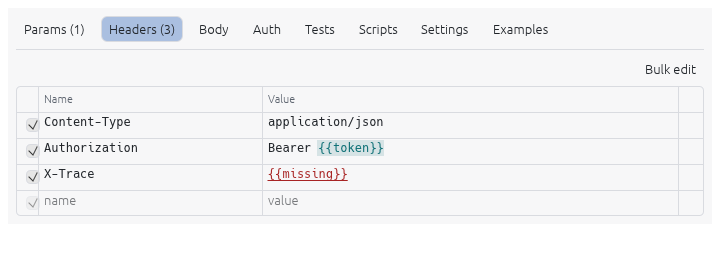 Params (1) Headers (3) Body Auth Tests Scripts Settings Examples
Bulk edit
Name Value
Content-Type application/json
Authorization Bearer {{token}}
X-Trace {{missing}}
name value